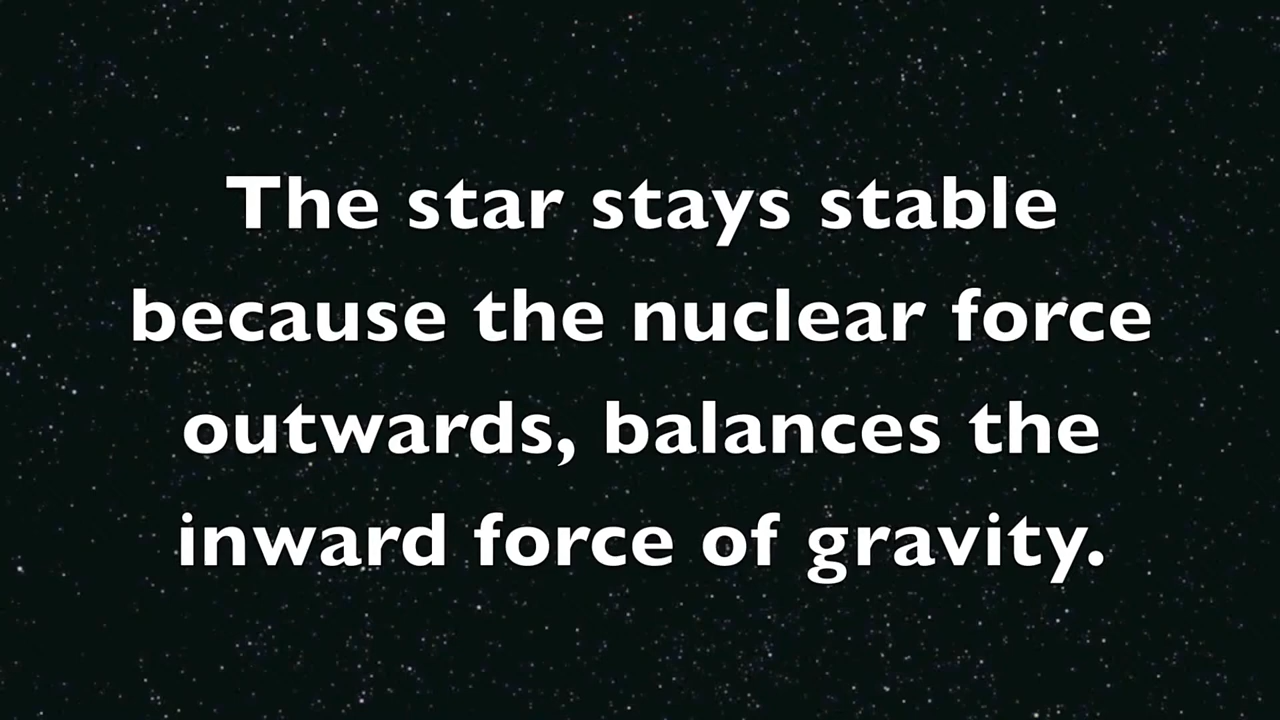 The star stays stable
because the nuclear force
outwards, balances the
inward force of gravity.